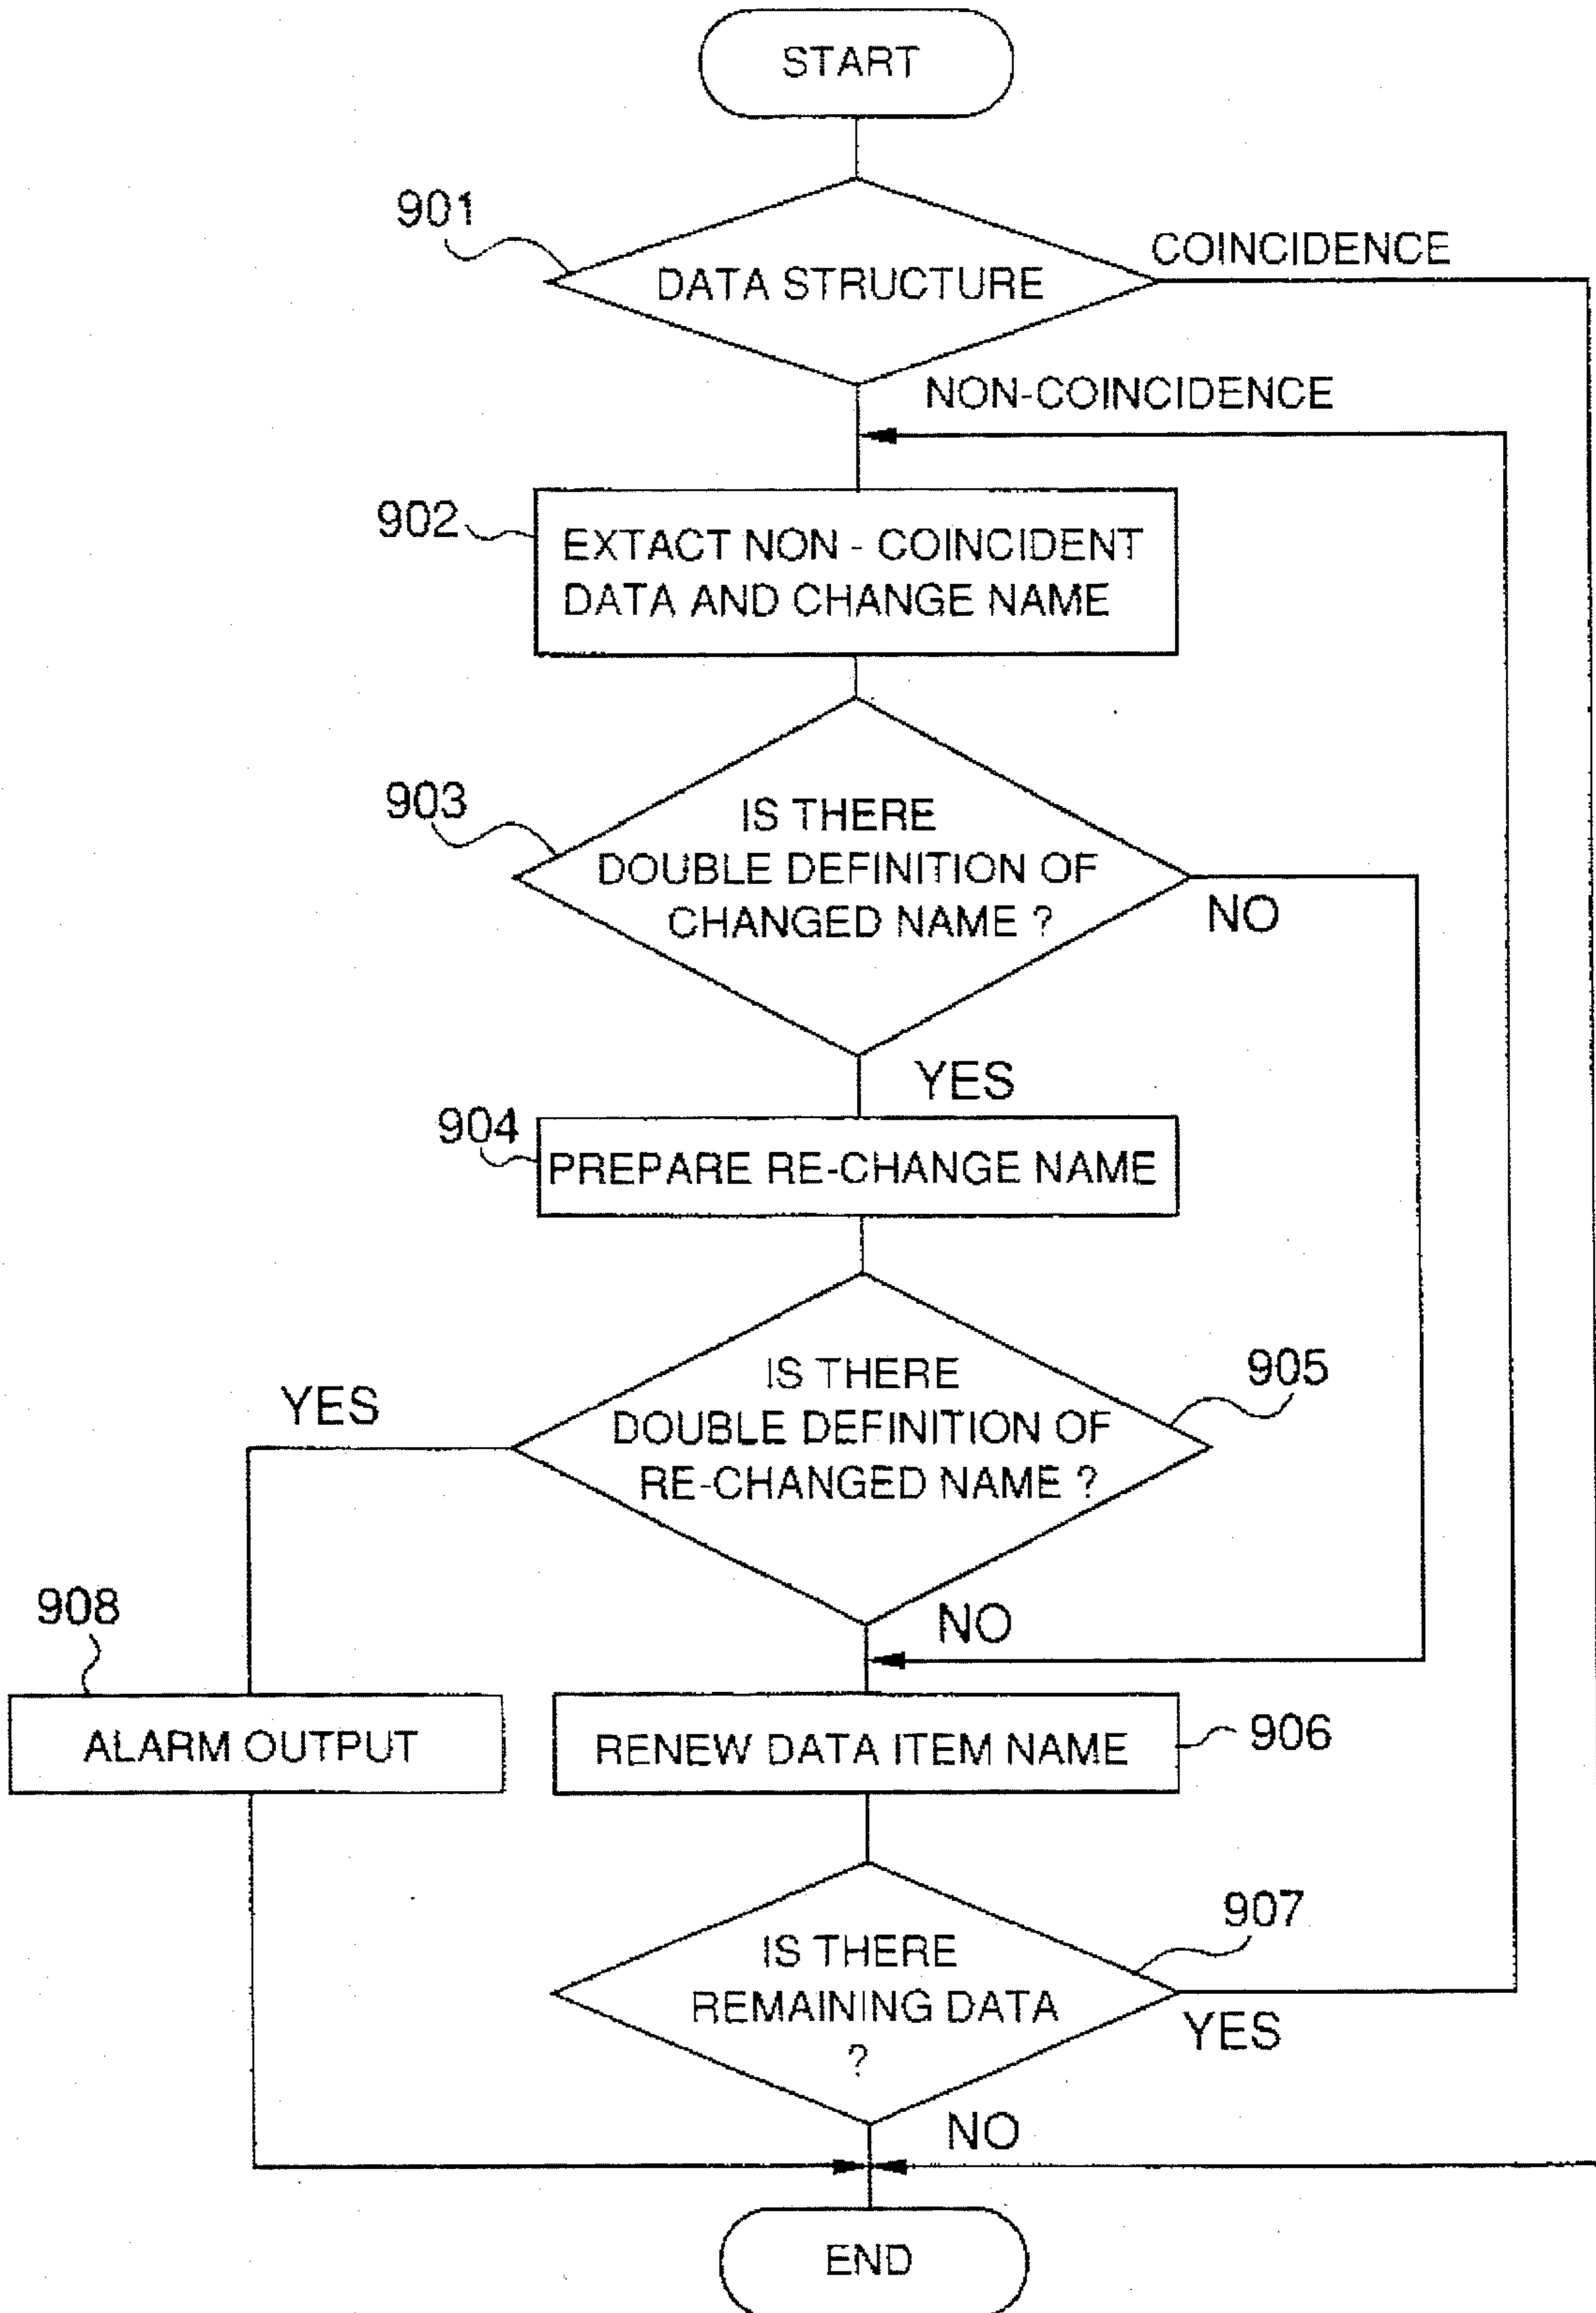 START
901
DATA STRUCTURE
COINCIDENCE
NON-COINCIDENCE
902
EXTACT NON - COINCIDENT
DATA AND CHANGE NAME
903
IS THERE
DOUBLE DEFINITION OF
CHANGED NAME ?
NO
YES
904
PREPARE RE-CHANGE NAME
905
IS THERE
DOUBLE DEFINITION OF
RE-CHANGED NAME ?
YES
NO
908
ALARM OUTPUT
RENEW DATA ITEM NAME
906
907
IS THERE
REMAINING DATA
?
YES
NO
END